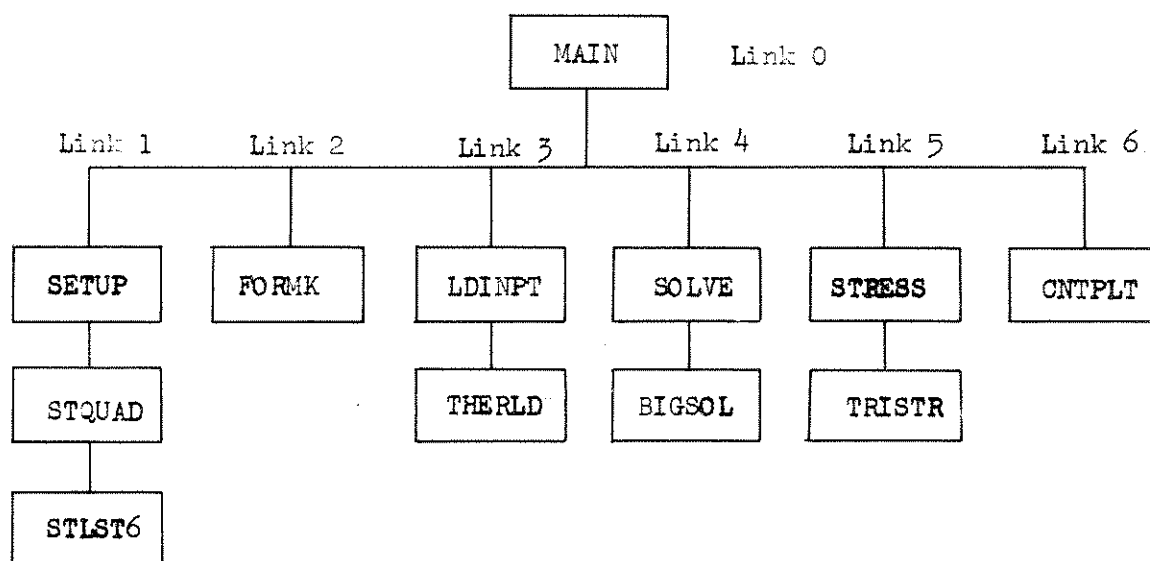 MAIN Link 0
Link 1 Link 2 Link 3 Link 4 Link 5 Link 6
SETUP FORMK LDINPT SOLVE STRESS CNTPLT
STQUAD THERLD BIGSOL TRISTR
STLST6